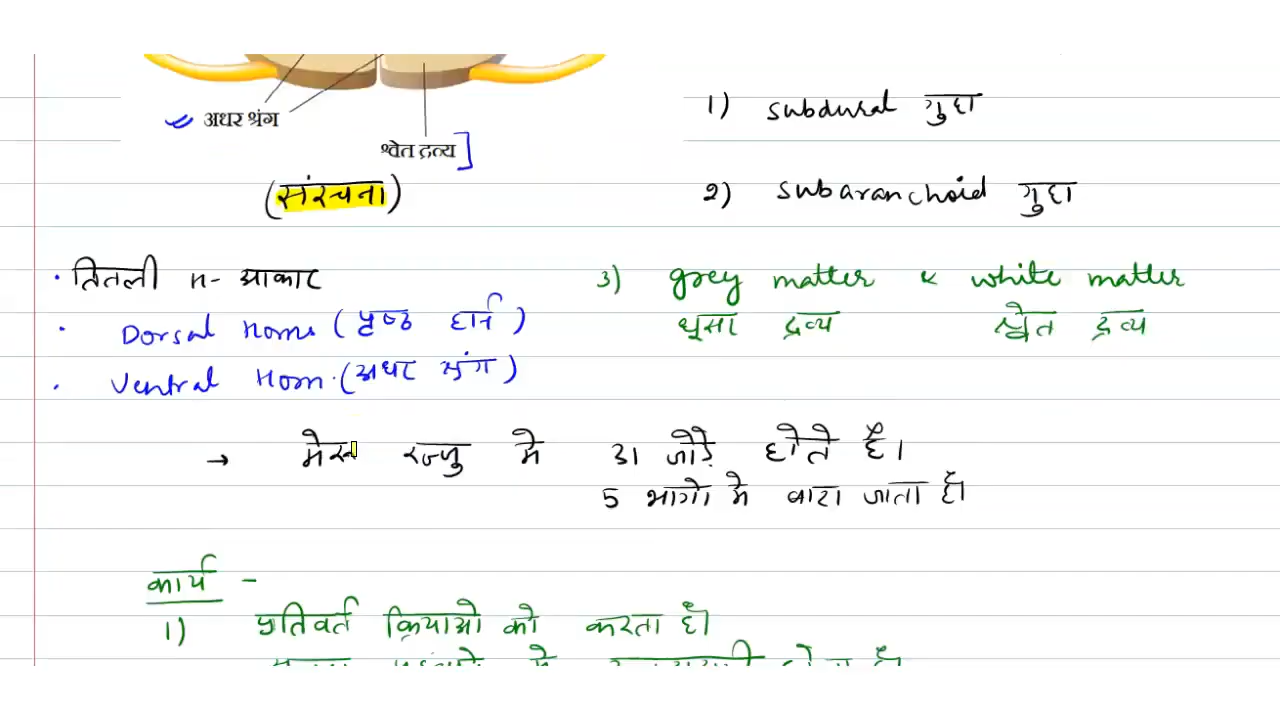 अधर श्रंग
श्वेत द्रव्य
(संरचना)
1) Subdural गुहा
2) Subaranchoid गुहा
• तितली n- आकार
• Dorsal Horns (पृष्ठ हार्न)
• Ventral Horn. (अधर श्रृंग)
3) grey matter & white matter
धूसर द्रव्य श्वेत द्रव्य
→ मेरु रज्जु मे 31 जोड़े होते है।
5 भागो मे बाटा जाता है।
कार्य -
1) प्रतिवर्त क्रियाओ को करता है।